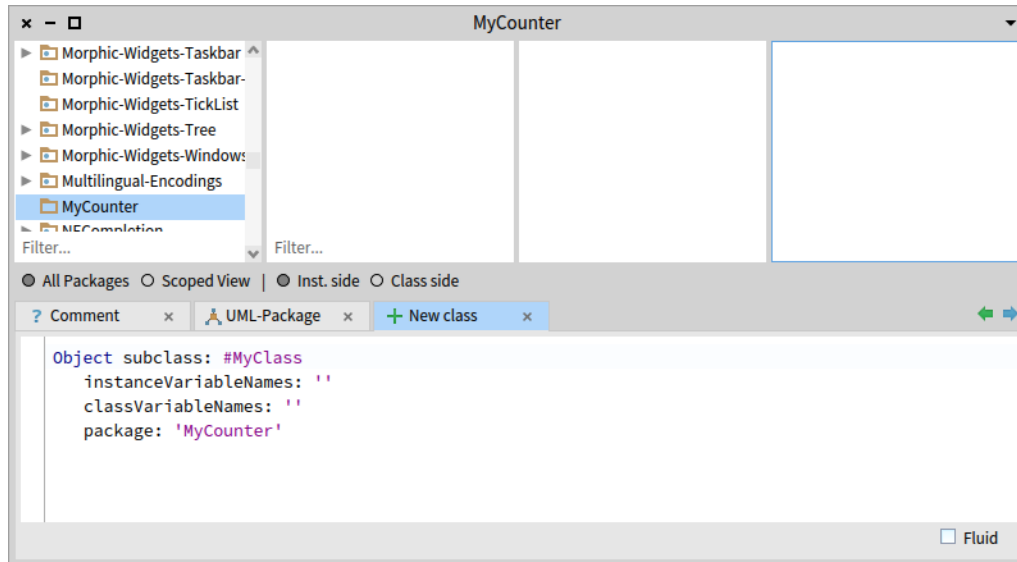 MyCounter
Morphic-Widgets-Taskbar
Morphic-Widgets-Taskbar-
Morphic-Widgets-TickList
Morphic-Widgets-Tree
Morphic-Widgets-Windows
Multilingual-Encodings
MyCounter
NECompletion
Filter...
Filter...
All Packages Scoped View | Inst. side Class side
? Comment × UML-Package × New class ×
Object subclass: #MyClass
instanceVariableNames: ''
classVariableNames: ''
package: 'MyCounter'
Fluid